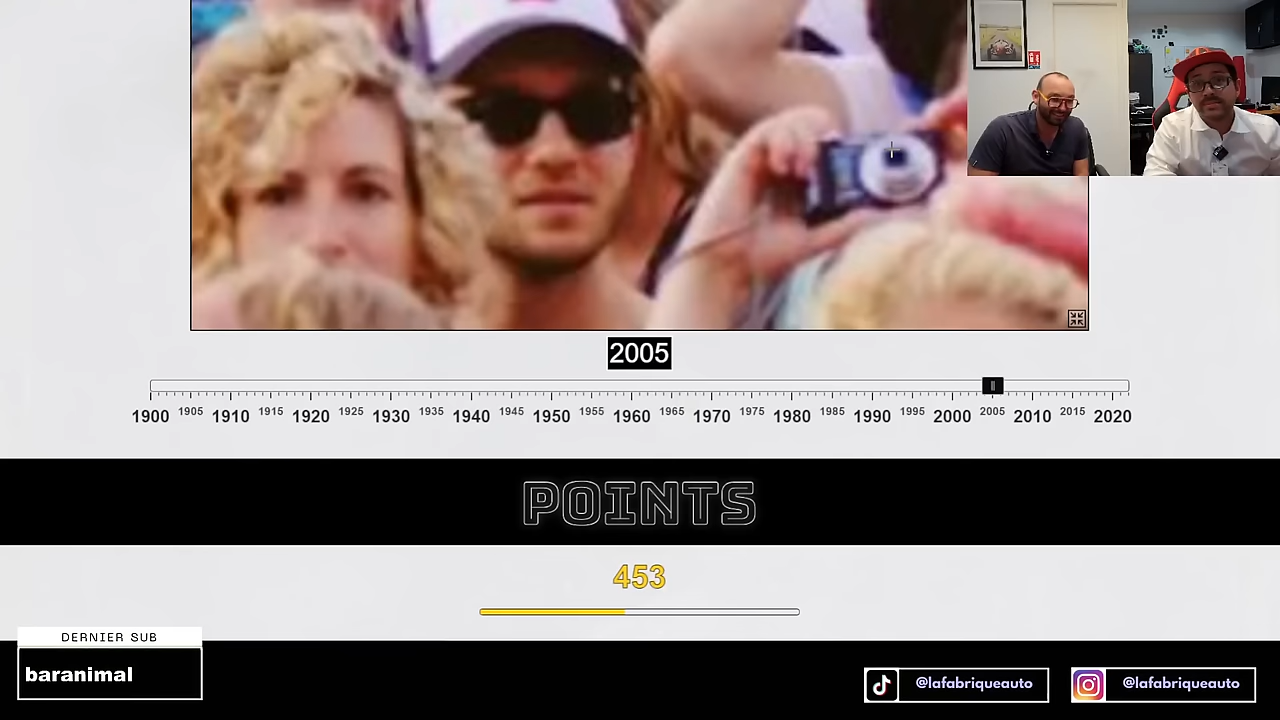 2005
1900 1905 1910 1915 1920 1925 1930 1935 1940 1945 1950 1955 1960 1965 1970 1975 1980 1985 1990 1995 2000 2005 2010 2015 2020
POINTS
453
DERNIER SUB
baranimal
@lafabriqueauto @lafabriqueauto